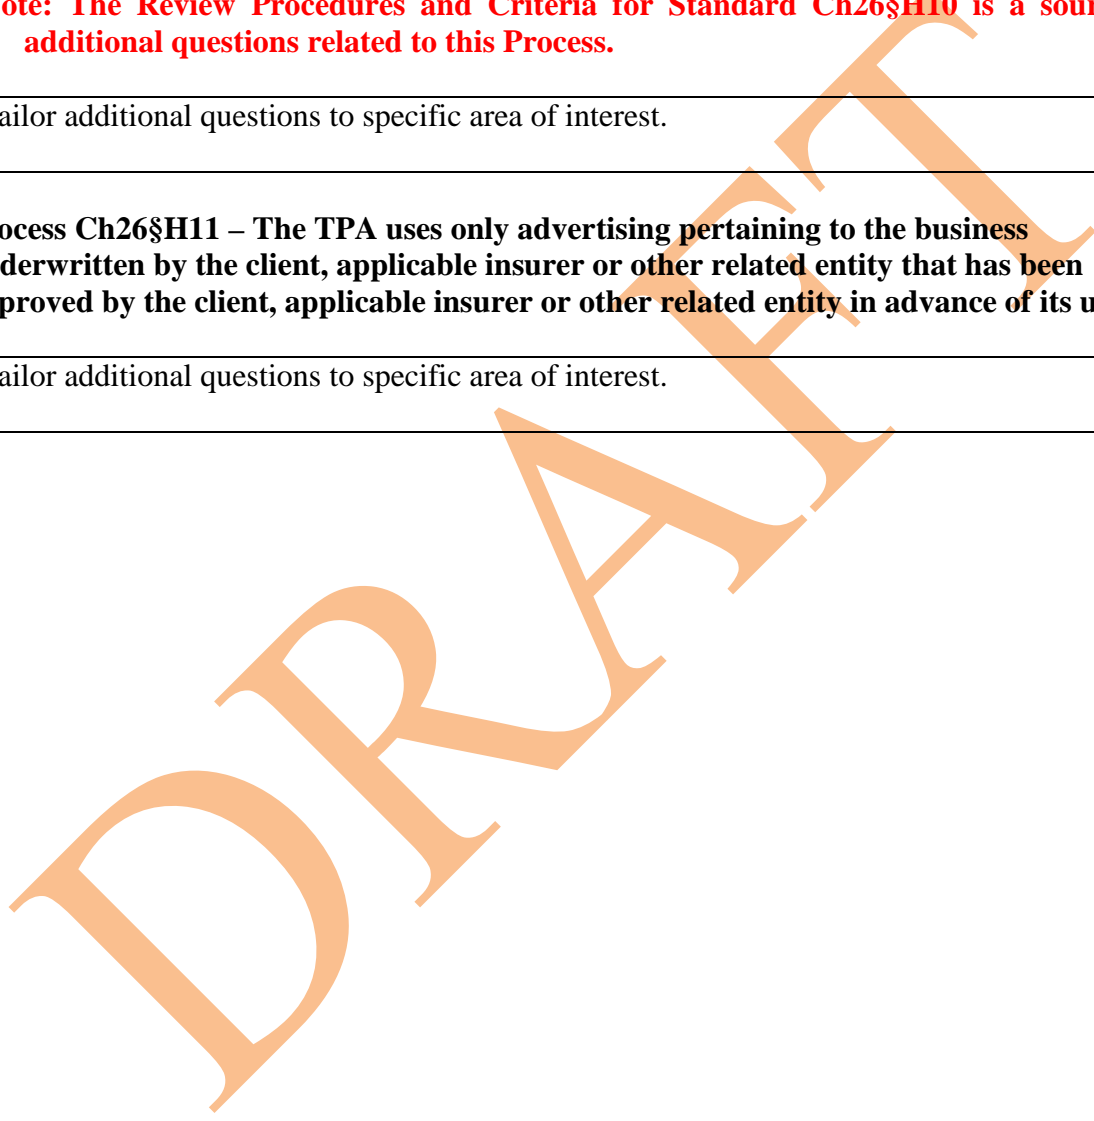 ote: The Review Procedures and Criteria for Standard Ch26§H10 is a sour
additional questions related to this Process.
ailor additional questions to specific area of interest.
ocess Ch26§H11 – The TPA uses only advertising pertaining to the business
derwritten by the client, applicable insurer or other related entity that has been
proved by the client, applicable insurer or other related entity in advance of its u
ailor additional questions to specific area of interest.
DRAFT